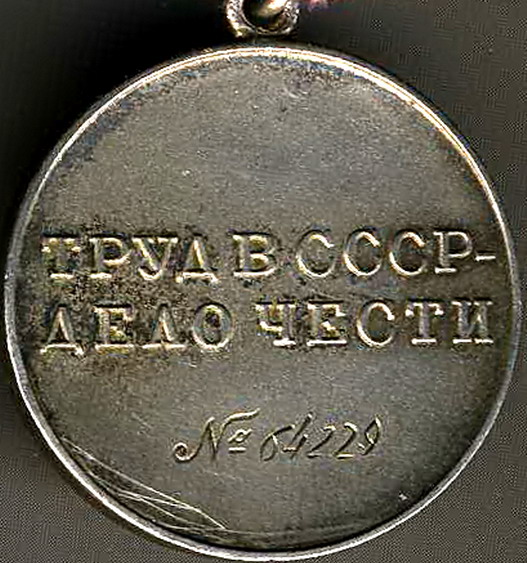 ТРУД В СССР-
ДЕЛО ЧЕСТИ
№ 64229